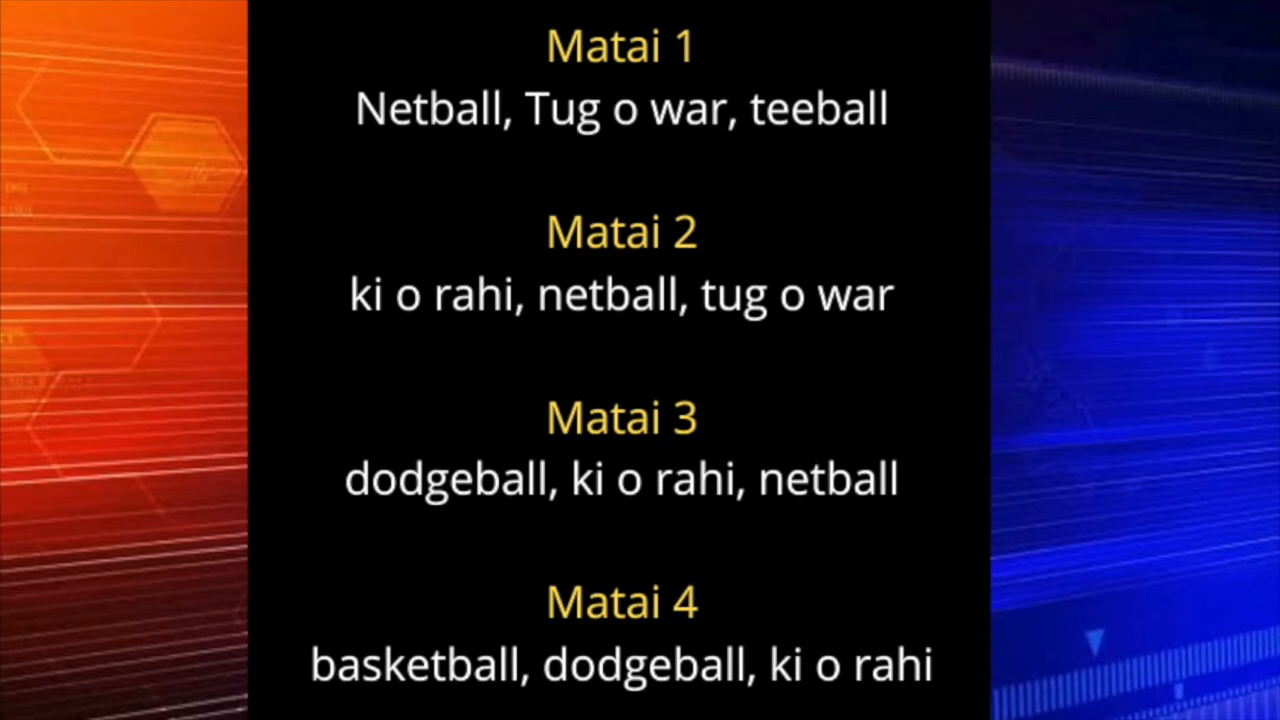 Matai 1
Netball, Tug o war, teeball
Matai 2
ki o rahi, netball, tug o war
Matai 3
dodgeball, ki o rahi, netball
Matai 4
basketball, dodgeball, ki o rahi